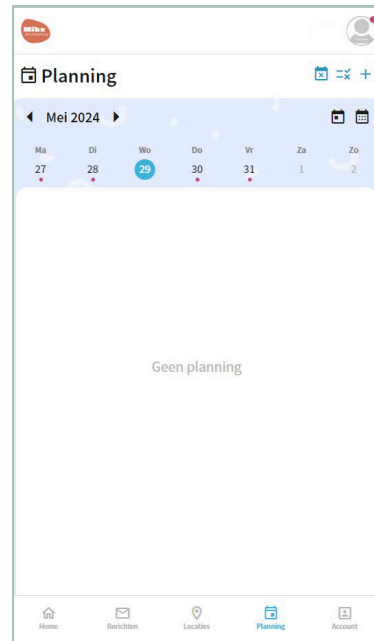 Miks
Planning
Mei 2024
Ma Di Wo Do Vr Za Zo
27 28 29 30 31 1 2
Geen planning
Home Berichten Locaties Planning Account